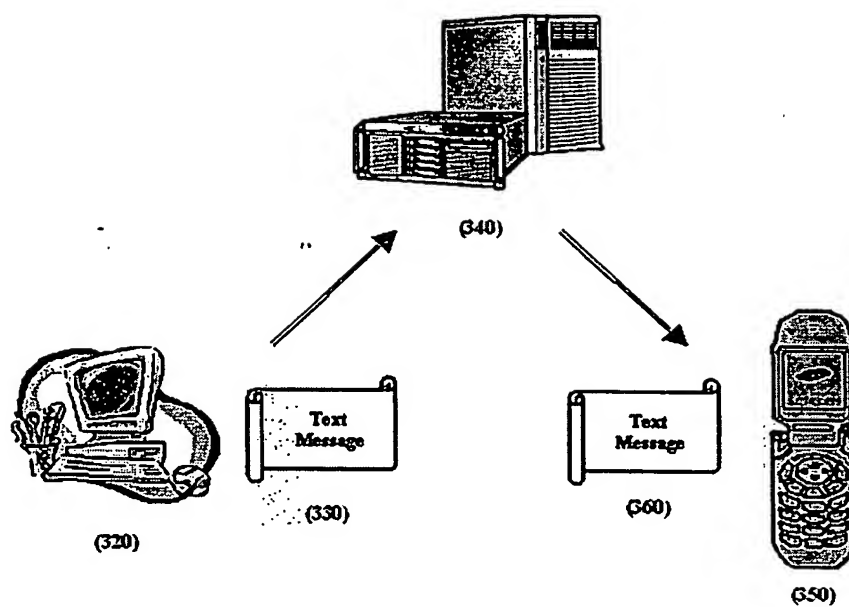 (340)
Text
Message
Text
Message
(320)
(330)
(360)
(350)